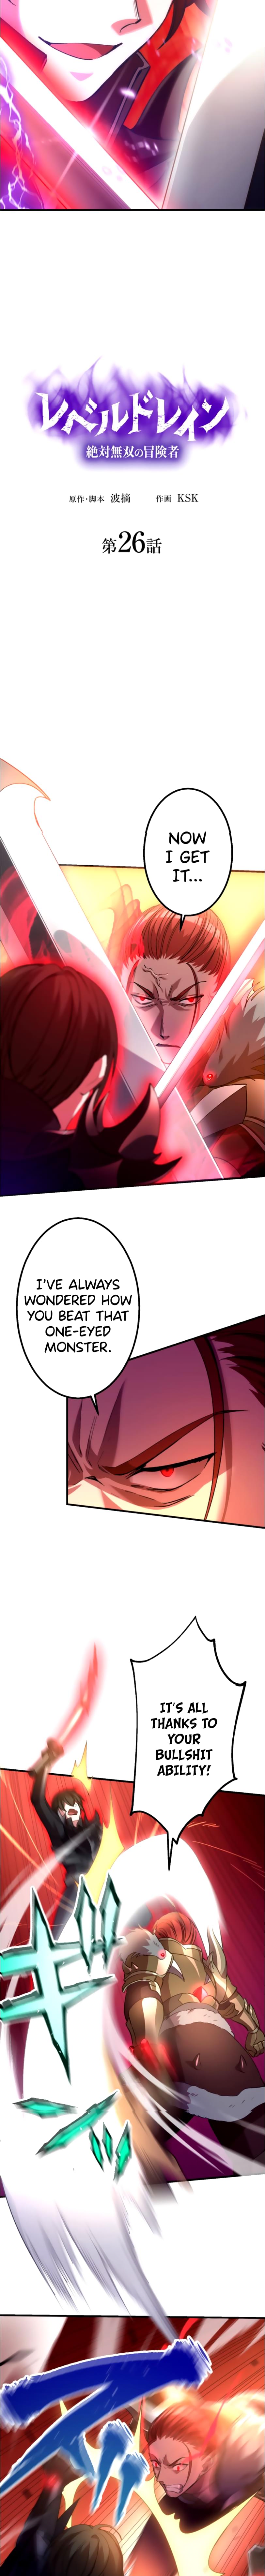 レベルドレイン
絶対無双の冒険者
原作・脚本 波摘 作画 KSK
第26話
NOW
I GET
IT...
I'VE ALWAYS
WONDERED HOW
YOU BEAT THAT
ONE-EYED
MONSTER.
IT'S ALL
THANKS TO
YOUR
BULLSHIT
ABILITY!